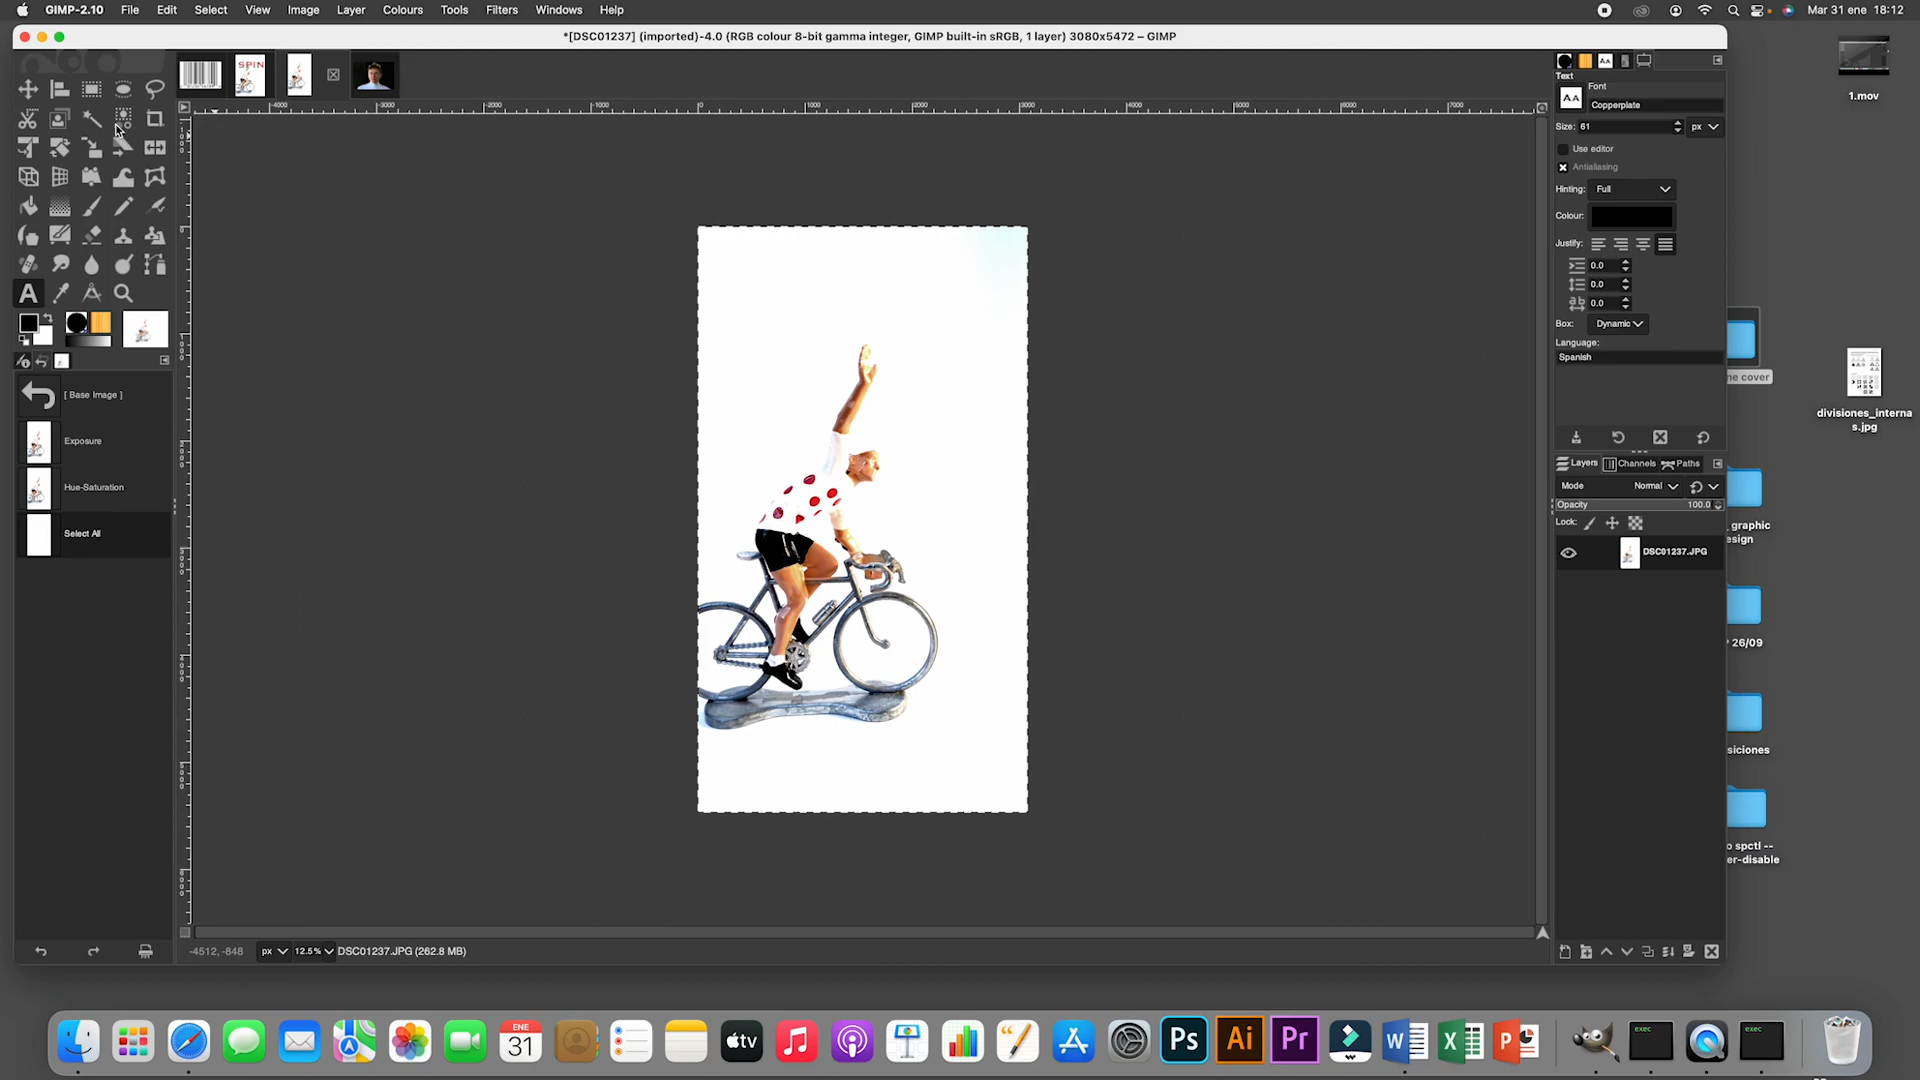 GIMP-2.10 File Edit Select View Image Layer Colours Tools Filters Windows Help Mar 31 ene 18:12
*[DSC01237] (imported)-4.0 (RGB colour 8-bit gamma integer, GIMP built-in sRGB, 1 layer) 3080x5472 – GIMP
SPIN
Text
Font
AA Copperplate
Size: 61 px
Use editor
Antialiasing
Hinting: Full
Colour:
Justify:
0.0
0.0
0.0
Box: Dynamic
Language:
Spanish
[ Base Image ]
Exposure
Hue-Saturation
Select All
Layers Channels Paths
Mode Normal
Opacity 100.0
Lock:
DSC01237.JPG
-4512, -848 px 12.5% DSC01237.JPG (262.8 MB)
1.mov
ne cover
divisiones_interna
s.jpg
graphic
esign
26/09
siciones
o spctl --
er-disable
ENE
31
tv
Ps
Ai
Pr
W
X
P
exec
exec